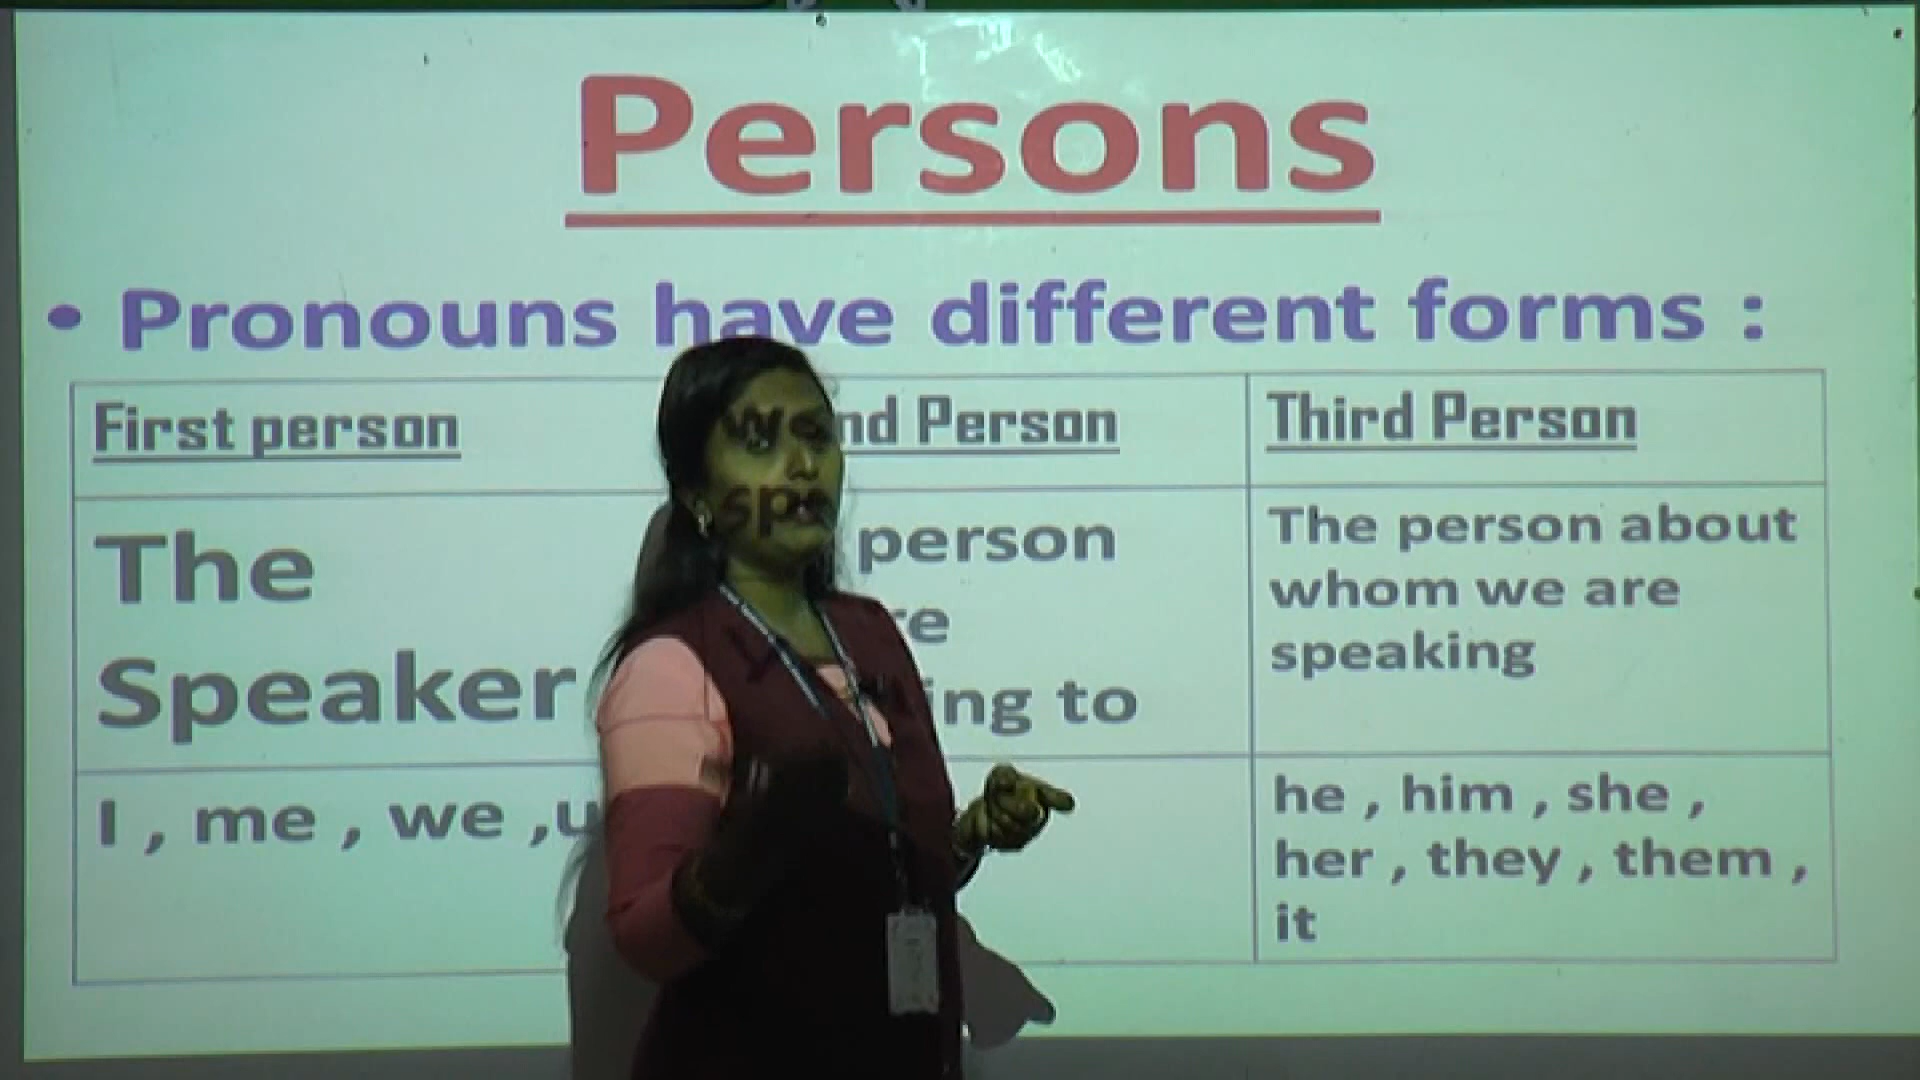 Persons
• Pronouns have different forms :
First person
nd Person
Third Person
The
Speaker
person
re
ing to
The person about
whom we are
speaking
I , me , we ,u
he , him , she ,
her , they , them ,
it